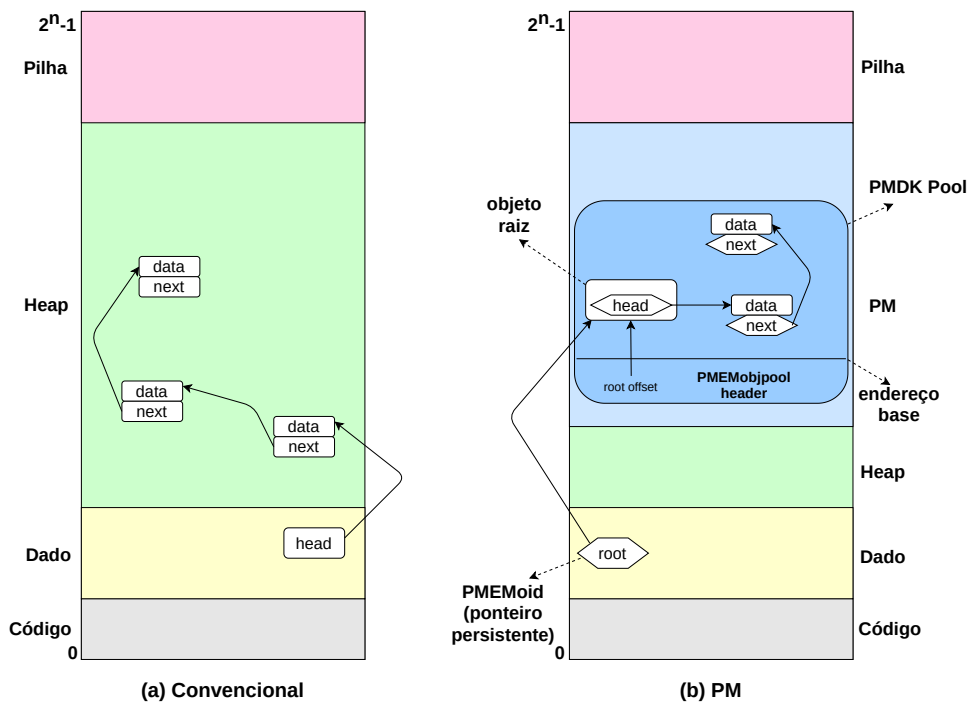 2ⁿ-1
Pilha
data
next
Heap
data
next
data
next
head
Dado
Código
0
(a) Convencional
2ⁿ-1
Pilha
PMDK Pool
objeto
raiz
data
next
head
data
next
PM
root offset
PMEMobjpool
header
endereço
base
Heap
root
Dado
PMEMoid
(ponteiro
persistente)
Código
0
(b) PM